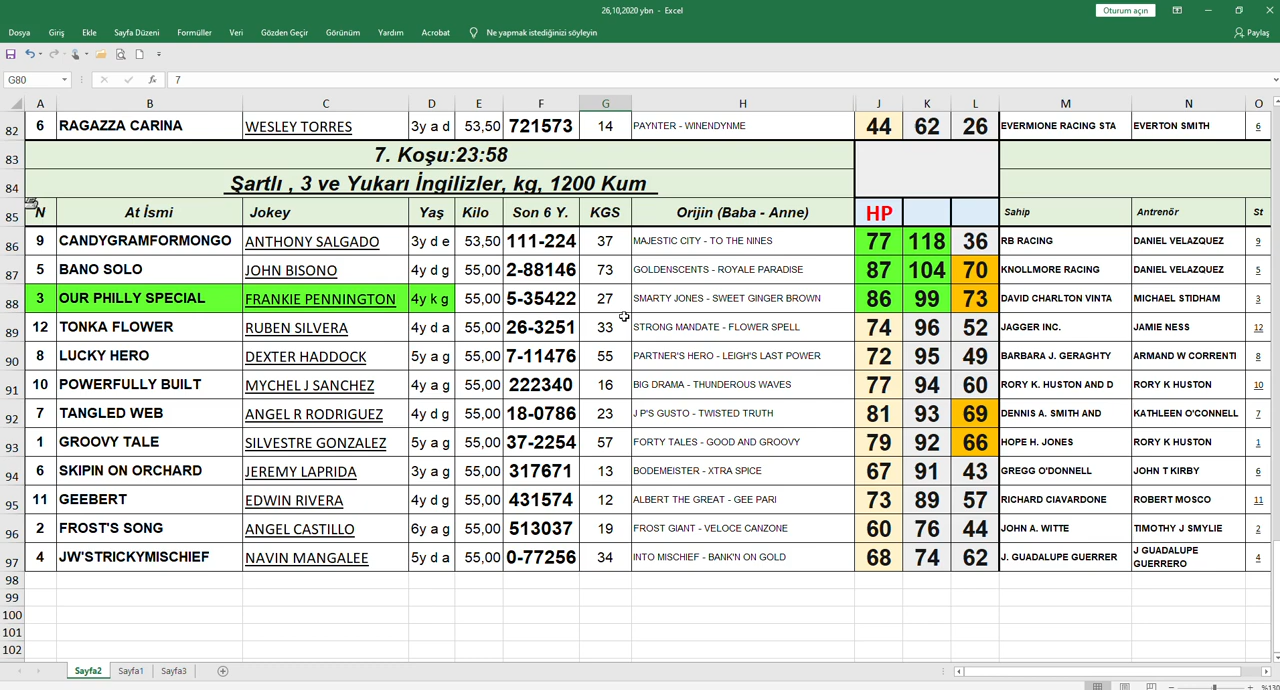 26,10,2020 ybn - Excel
Oturum açın
Dosya Giriş Ekle Sayfa Düzeni Formüller Veri Gözden Geçir Görünüm Yardım Acrobat Ne yapmak istediğinizi söyleyin Paylaş
G80 fx 7
A B C D E F G H J K L M N O
82 6 RAGAZZA CARINA WESLEY TORRES 3y a d 53,50 721573 14 PAYNTER - WINENDYNME 44 62 26 EVERMIONE RACING STA EVERTON SMITH 6
83 7. Koşu:23:58
84 Şartlı , 3 ve Yukarı İngilizler, kg, 1200 Kum
85 N At İsmi Jokey Yaş Kilo Son 6 Y. KGS Orijin (Baba - Anne) HP Sahip Antrenör St
86 9 CANDYGRAMFORMONGO ANTHONY SALGADO 3y d e 53,50 111-224 37 MAJESTIC CITY - TO THE NINES 77 118 36 RB RACING DANIEL VELAZQUEZ 9
87 5 BANO SOLO JOHN BISONO 4y d g 55,00 2-88146 73 GOLDENSCENTS - ROYALE PARADISE 87 104 70 KNOLLMORE RACING DANIEL VELAZQUEZ 5
88 3 OUR PHILLY SPECIAL FRANKIE PENNINGTON 4y k g 55,00 5-35422 27 SMARTY JONES - SWEET GINGER BROWN 86 99 73 DAVID CHARLTON VINTA MICHAEL STIDHAM 3
89 12 TONKA FLOWER RUBEN SILVERA 4y d a 55,00 26-3251 33 STRONG MANDATE - FLOWER SPELL 74 96 52 JAGGER INC. JAMIE NESS 12
90 8 LUCKY HERO DEXTER HADDOCK 5y a g 55,00 7-11476 55 PARTNER'S HERO - LEIGH'S LAST POWER 72 95 49 BARBARA J. GERAGHTY ARMAND W CORRENTI 8
91 10 POWERFULLY BUILT MYCHEL J SANCHEZ 4y a g 55,00 222340 16 BIG DRAMA - THUNDEROUS WAVES 77 94 60 RORY K. HUSTON AND D RORY K HUSTON 10
92 7 TANGLED WEB ANGEL R RODRIGUEZ 4y d g 55,00 18-0786 23 J P'S GUSTO - TWISTED TRUTH 81 93 69 DENNIS A. SMITH AND KATHLEEN O'CONNELL 7
93 1 GROOVY TALE SILVESTRE GONZALEZ 5y a g 55,00 37-2254 57 FORTY TALES - GOOD AND GROOVY 79 92 66 HOPE H. JONES RORY K HUSTON 1
94 6 SKIPIN ON ORCHARD JEREMY LAPRIDA 3y a g 55,00 317671 13 BODEMEISTER - XTRA SPICE 67 91 43 GREGG O'DONNELL JOHN T KIRBY 6
95 11 GEEBERT EDWIN RIVERA 4y d g 55,00 431574 12 ALBERT THE GREAT - GEE PARI 73 89 57 RICHARD CIAVARDONE ROBERT MOSCO 11
96 2 FROST'S SONG ANGEL CASTILLO 6y a g 55,00 513037 19 FROST GIANT - VELOCE CANZONE 60 76 44 JOHN A. WITTE TIMOTHY J SMYLIE 2
97 4 JW'STRICKYMISCHIEF NAVIN MANGALEE 5y d a 55,00 0-77256 34 INTO MISCHIEF - BANK'N ON GOLD 68 74 62 J. GUADALUPE GUERRER J GUADALUPE GUERRERO 4
98
99
100
101
102
Sayfa2 Sayfa1 Sayfa3
%130